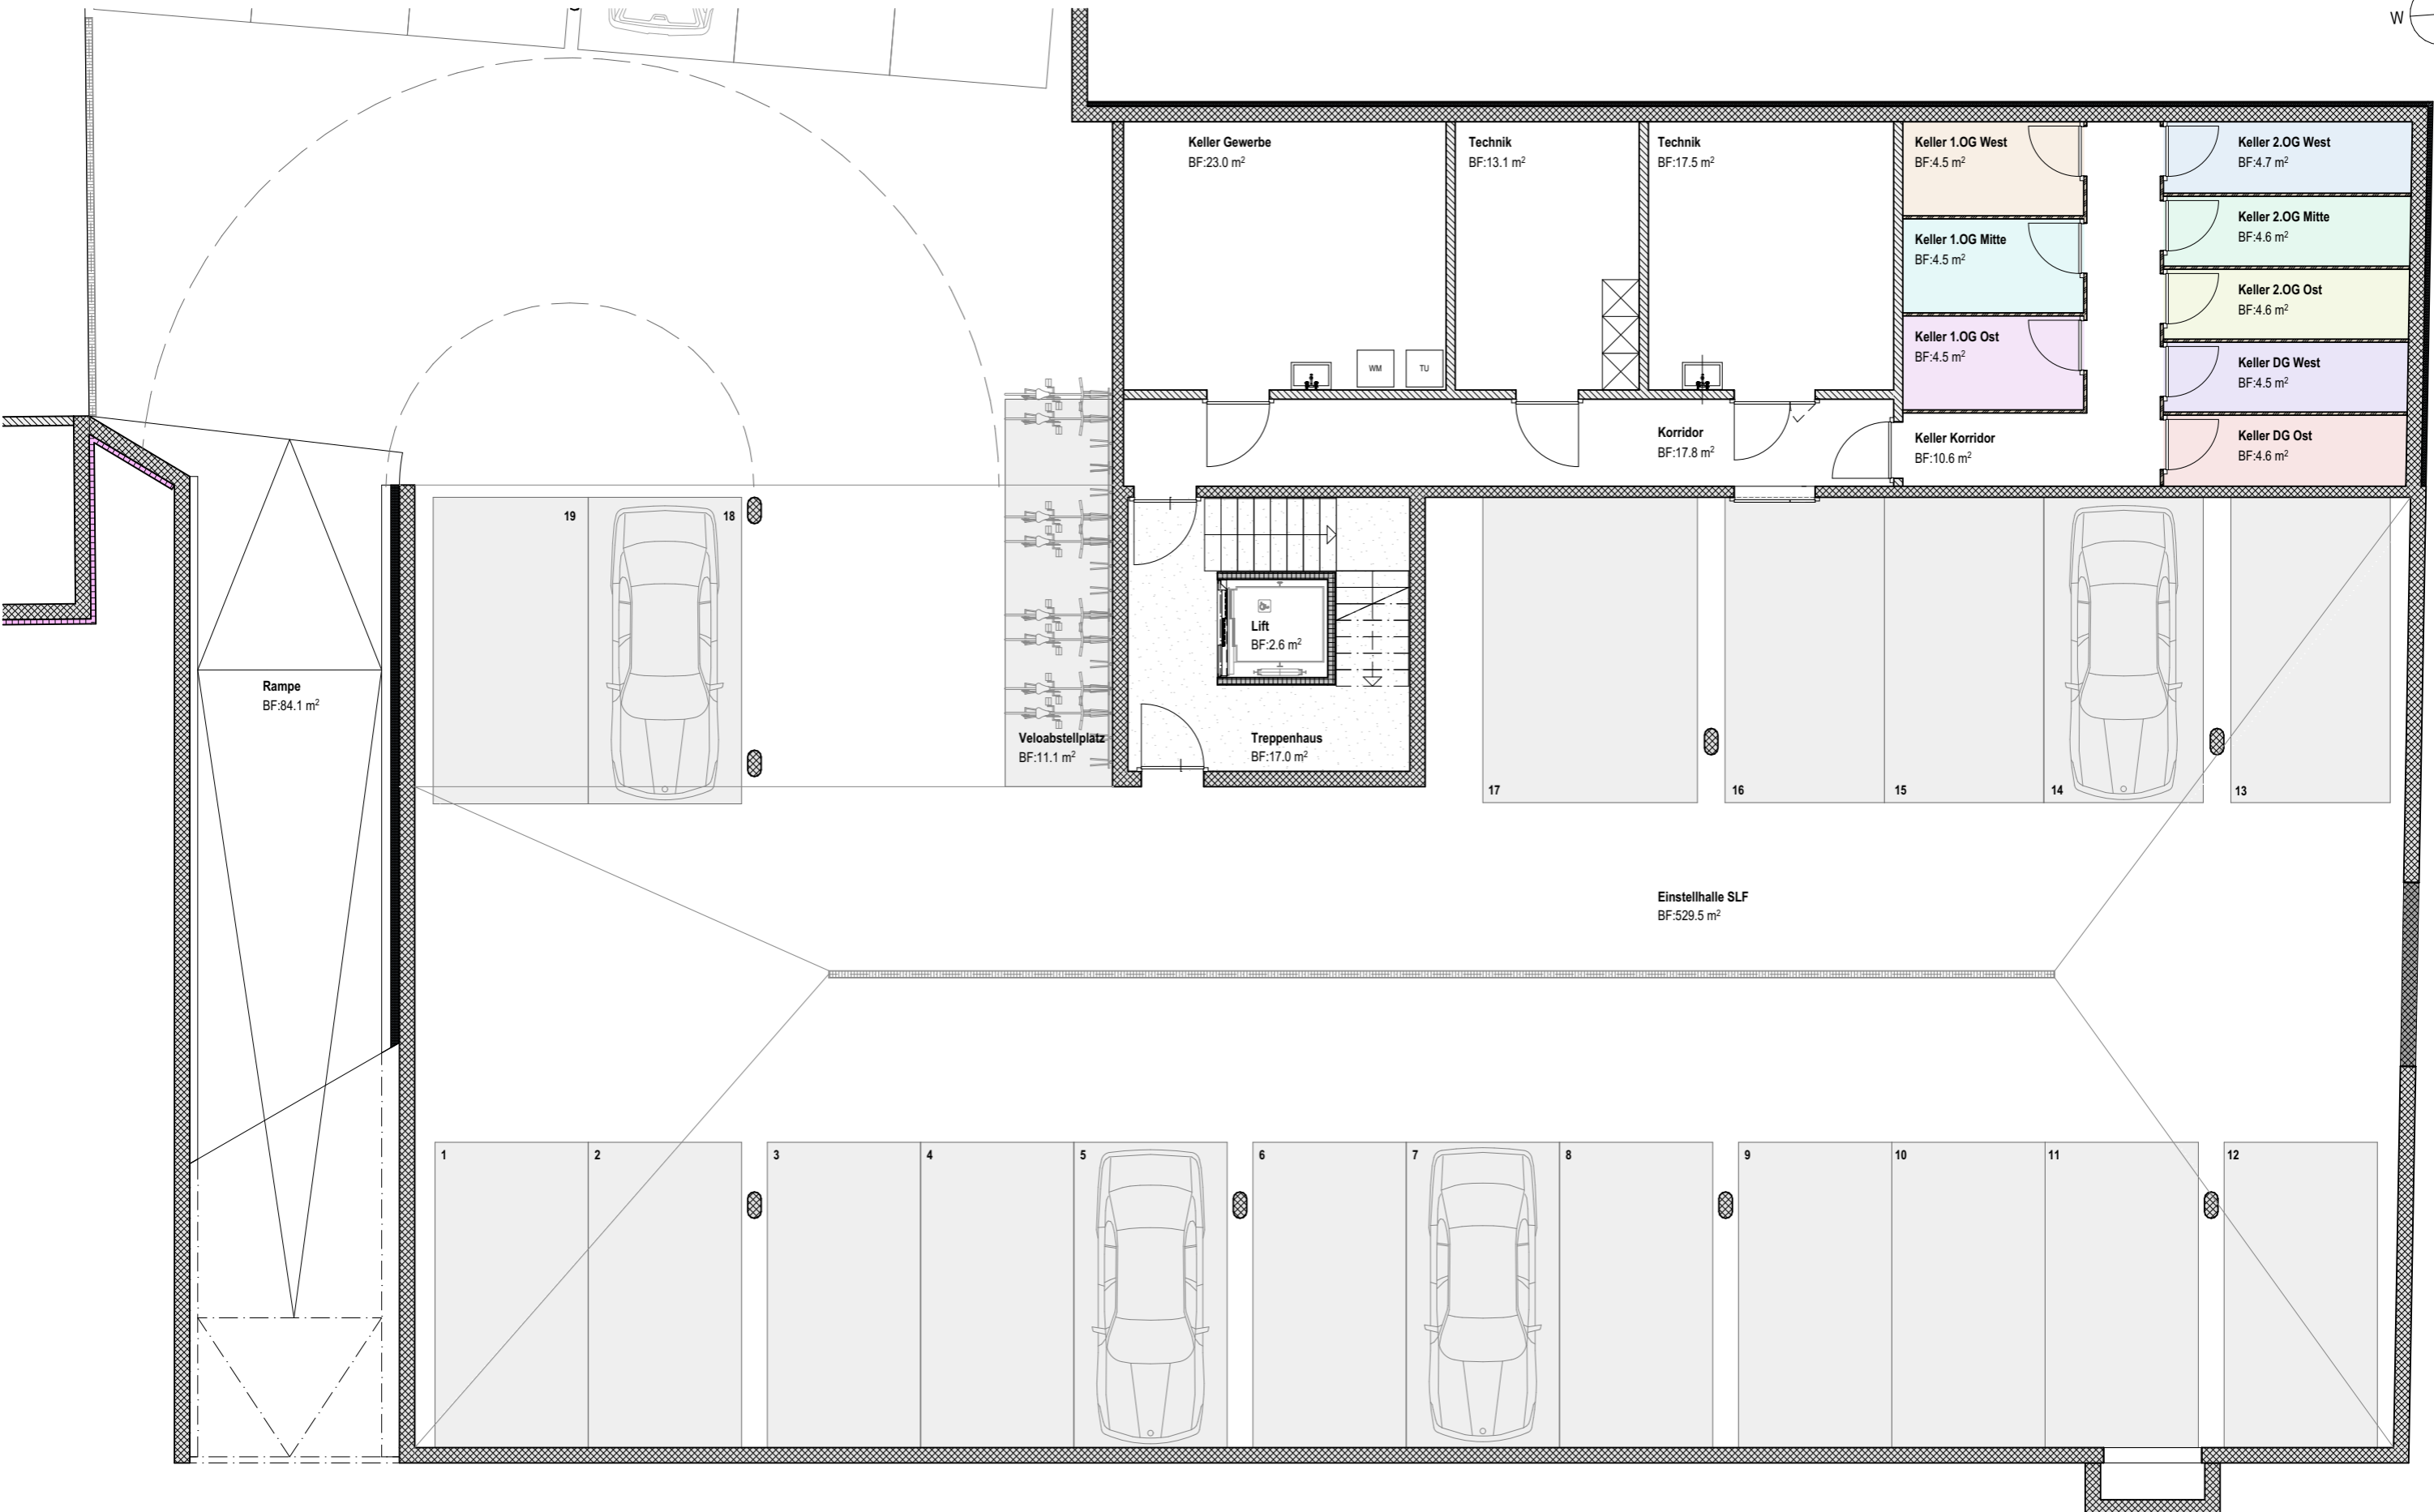 W
Keller Gewerbe
BF:23.0 m²
Technik
BF:13.1 m²
Technik
BF:17.5 m²
Keller 1.OG West
BF:4.5 m²
Keller 2.OG West
BF:4.7 m²
Keller 1.OG Mitte
BF:4.5 m²
Keller 2.OG Mitte
BF:4.6 m²
Keller 1.OG Ost
BF:4.5 m²
Keller 2.OG Ost
BF:4.6 m²
Keller DG West
BF:4.5 m²
Keller DG Ost
BF:4.6 m²
WM
TU
Korridor
BF:17.8 m²
Keller Korridor
BF:10.6 m²
19
18
Lift
BF:2.6 m²
Rampe
BF:84.1 m²
Veloabstellplatz
BF:11.1 m²
Treppenhaus
BF:17.0 m²
17
16
15
14
13
Einstellhalle SLF
BF:529.5 m²
1
2
3
4
5
6
7
8
9
10
11
12